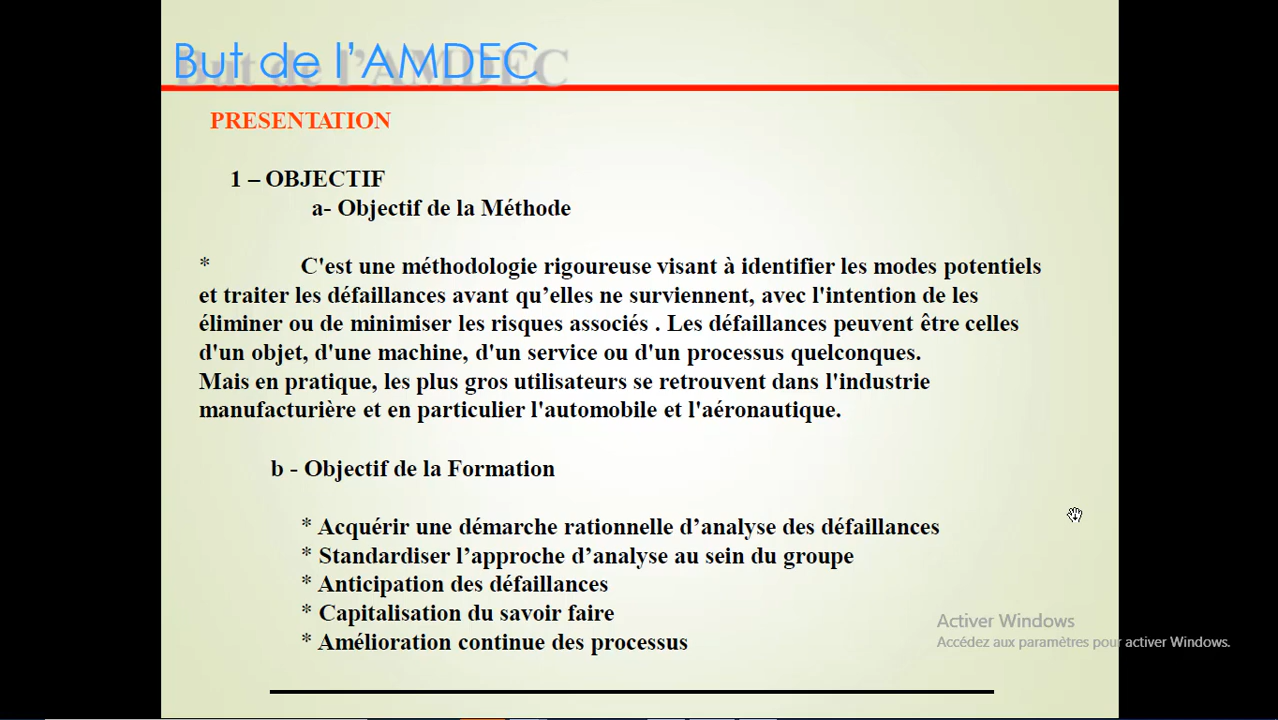 But de l'AMDEC
PRESENTATION
1 – OBJECTIF
a- Objectif de la Méthode
* C'est une méthodologie rigoureuse visant à identifier les modes potentiels
et traiter les défaillances avant qu’elles ne surviennent, avec l'intention de les
éliminer ou de minimiser les risques associés . Les défaillances peuvent être celles
d'un objet, d'une machine, d'un service ou d'un processus quelconques.
Mais en pratique, les plus gros utilisateurs se retrouvent dans l'industrie
manufacturière et en particulier l'automobile et l'aéronautique.
b - Objectif de la Formation
* Acquérir une démarche rationnelle d’analyse des défaillances
* Standardiser l’approche d’analyse au sein du groupe
* Anticipation des défaillances
* Capitalisation du savoir faire
* Amélioration continue des processus
Activer Windows
Accédez aux paramètres pour activer Windows.